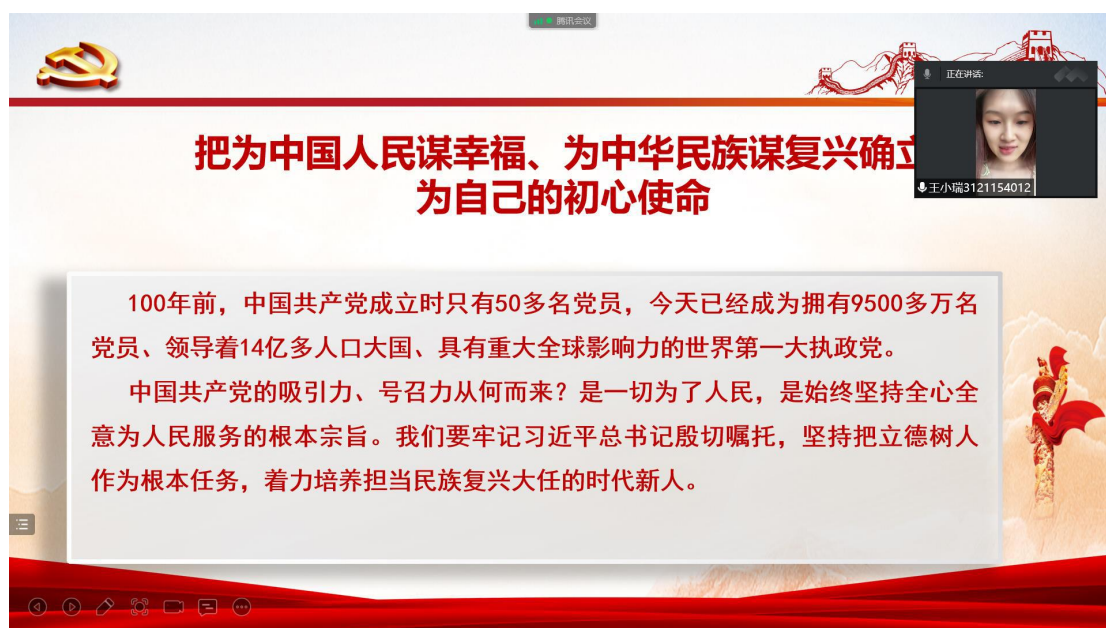 腾讯会议
正在讲话:
把为中国人民谋幸福、为中华民族谋复兴确立
为自己的初心使命
王小瑞3121154012
100年前，中国共产党成立时只有50多名党员，今天已经成为拥有9500多万名
党员、领导着14亿多人口大国、具有重大全球影响力的世界第一大执政党。
中国共产党的吸引力、号召力从何而来？是一切为了人民，是始终坚持全心全
意为人民服务的根本宗旨。我们要牢记习近平总书记殷切嘱托，坚持把立德树人
作为根本任务，着力培养担当民族复兴大任的时代新人。